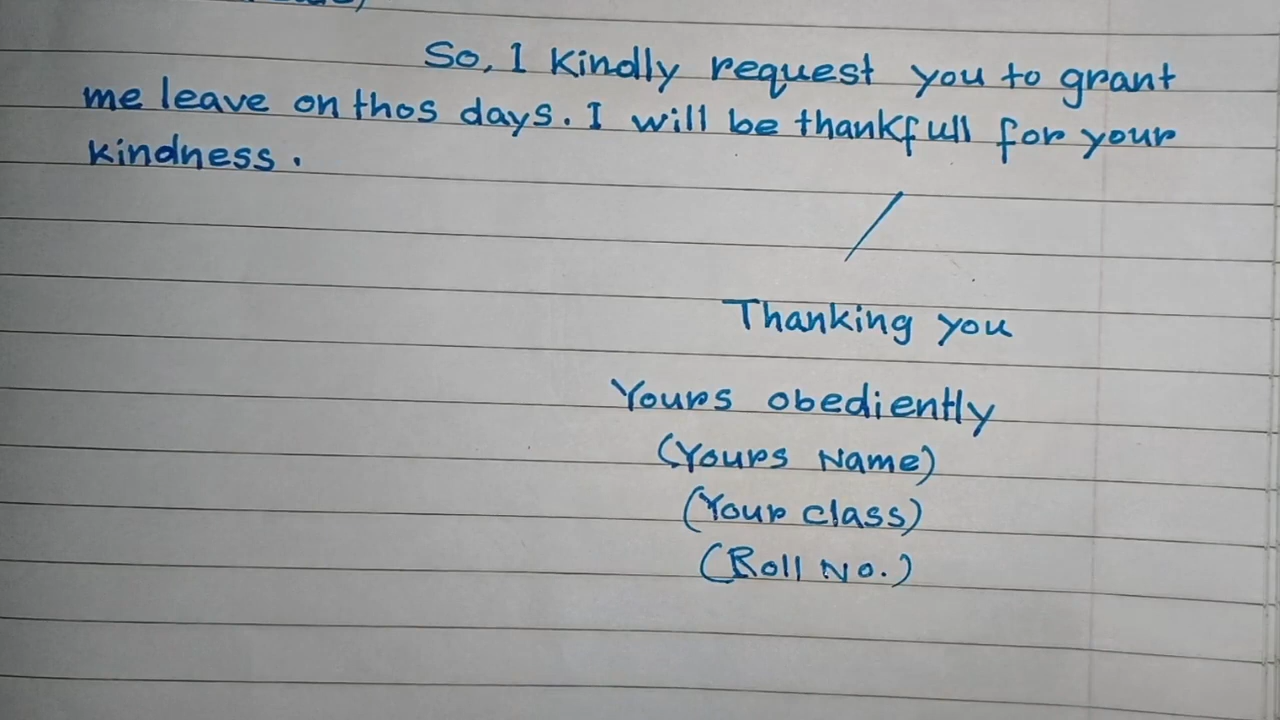 So, I kindly request you to grant
me leave on thos days. I will be thankfull for your
kindness.
Thanking you
Yours obediently
(Yours Name)
(Your class)
(Roll No.)